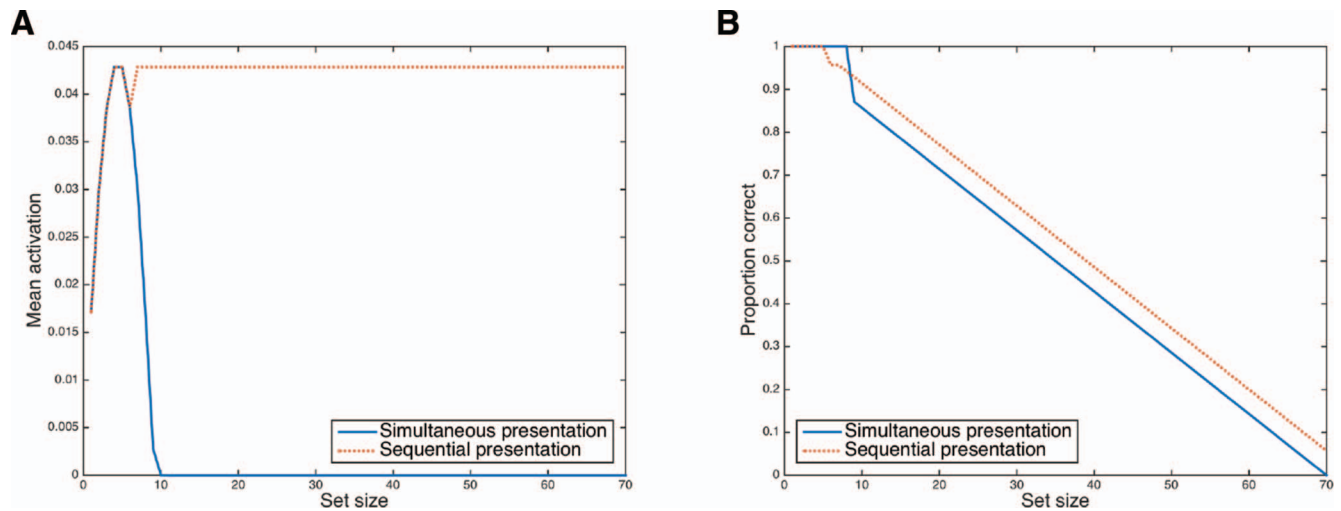 A
0.045
0.04
0.035
0.03
0.025
0.02
0.015
0.01
0.005
0
Mean activation
0 10 20 30 40 50 60 70
Set size
Simultaneous presentation
Sequential presentation
B
1
0.9
0.8
0.7
0.6
0.5
0.4
0.3
0.2
0.1
0
Proportion correct
0 10 20 30 40 50 60 70
Set size
Simultaneous presentation
Sequential presentation